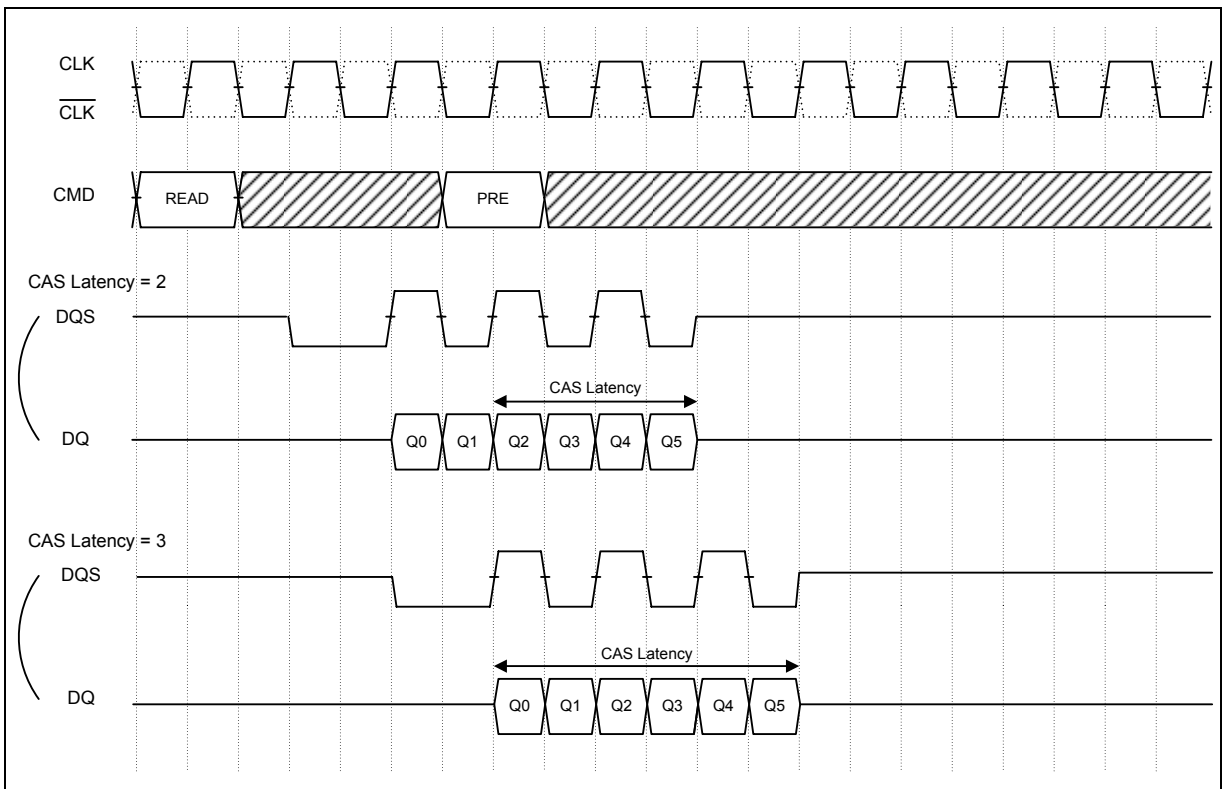 CLK
CLK
CMD
READ
PRE
CAS Latency = 2
DQS
CAS Latency
DQ
Q0 Q1 Q2 Q3 Q4 Q5
CAS Latency = 3
DQS
CAS Latency
DQ
Q0 Q1 Q2 Q3 Q4 Q5